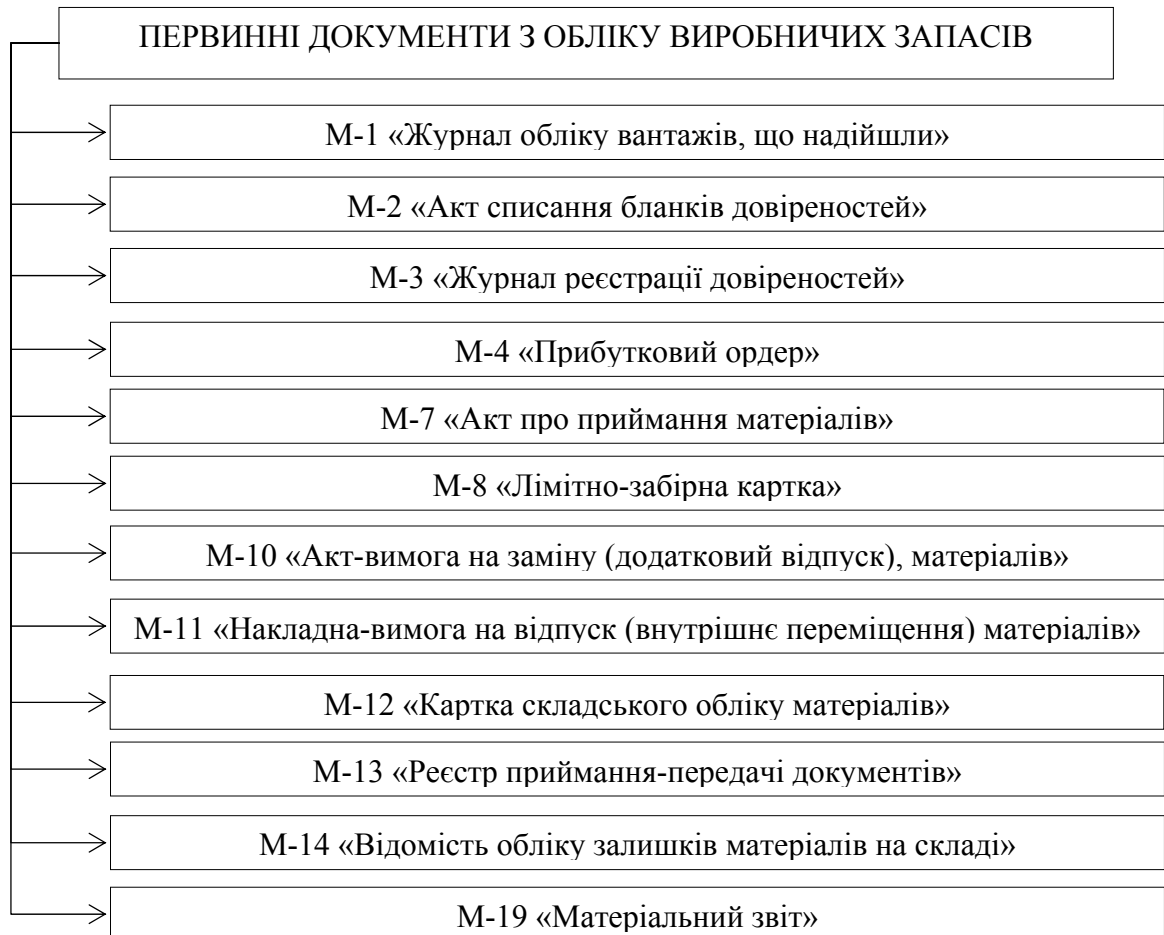 ПЕРВИННІ ДОКУМЕНТИ З ОБЛІКУ ВИРОБНИЧИХ ЗАПАСІВ
М-1 «Журнал обліку вантажів, що надійшли»
М-2 «Акт списання бланків довіреностей»
М-3 «Журнал реєстрації довіреностей»
М-4 «Прибутковий ордер»
М-7 «Акт про приймання матеріалів»
М-8 «Лімітно-забірна картка»
М-10 «Акт-вимога на заміну (додатковий відпуск), матеріалів»
М-11 «Накладна-вимога на відпуск (внутрішнє переміщення) матеріалів»
М-12 «Картка складського обліку матеріалів»
М-13 «Реєстр приймання-передачі документів»
М-14 «Відомість обліку залишків матеріалів на складі»
М-19 «Матеріальний звіт»